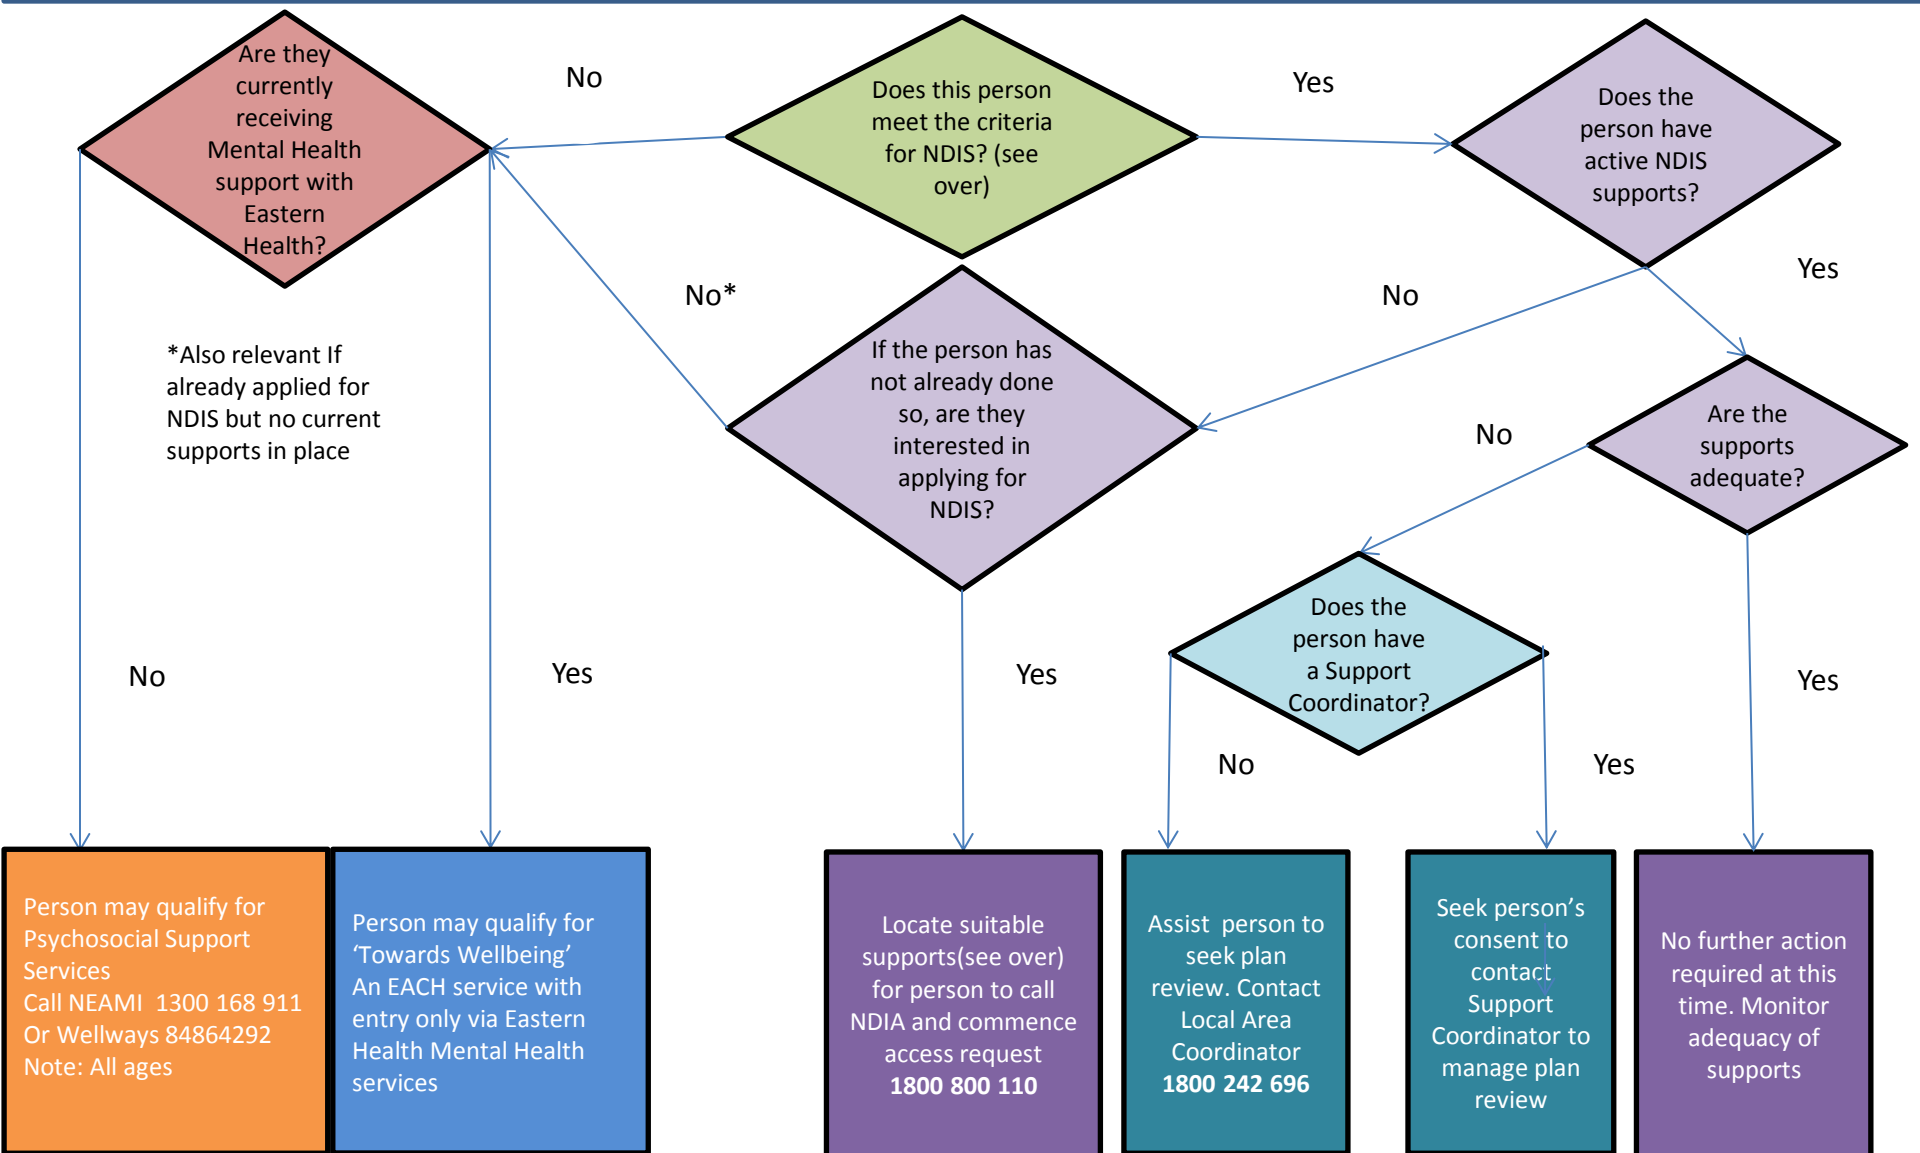 Are they
currently
receiving
Mental Health
support with
Eastern
Health?
No
Does this person
meet the criteria
for NDIS? (see
over)
Yes
Does the
person have
active NDIS
supports?
No*
No
Yes
*Also relevant If
already applied for
NDIS but no current
supports in place
If the person has
not already done
so, are they
interested in
applying for
NDIS?
No
Are the
supports
adequate?
Does the
person have
a Support
Coordinator?
No
Yes
Yes
Yes
No
Yes
Person may qualify for
Psychosocial Support
Services
Call NEAMI 1300 168 911
Or Wellways 84864292
Note: All ages
Person may qualify for
‘Towards Wellbeing’
An EACH service with
entry only via Eastern
Health Mental Health
services
Locate suitable
supports(see over)
for person to call
NDIA and commence
access request
1800 800 110
Assist person to
seek plan
review. Contact
Local Area
Coordinator
1800 242 696
Seek person’s
consent to
contact
Support
Coordinator to
manage plan
review
No further action
required at this
time. Monitor
adequacy of
supports